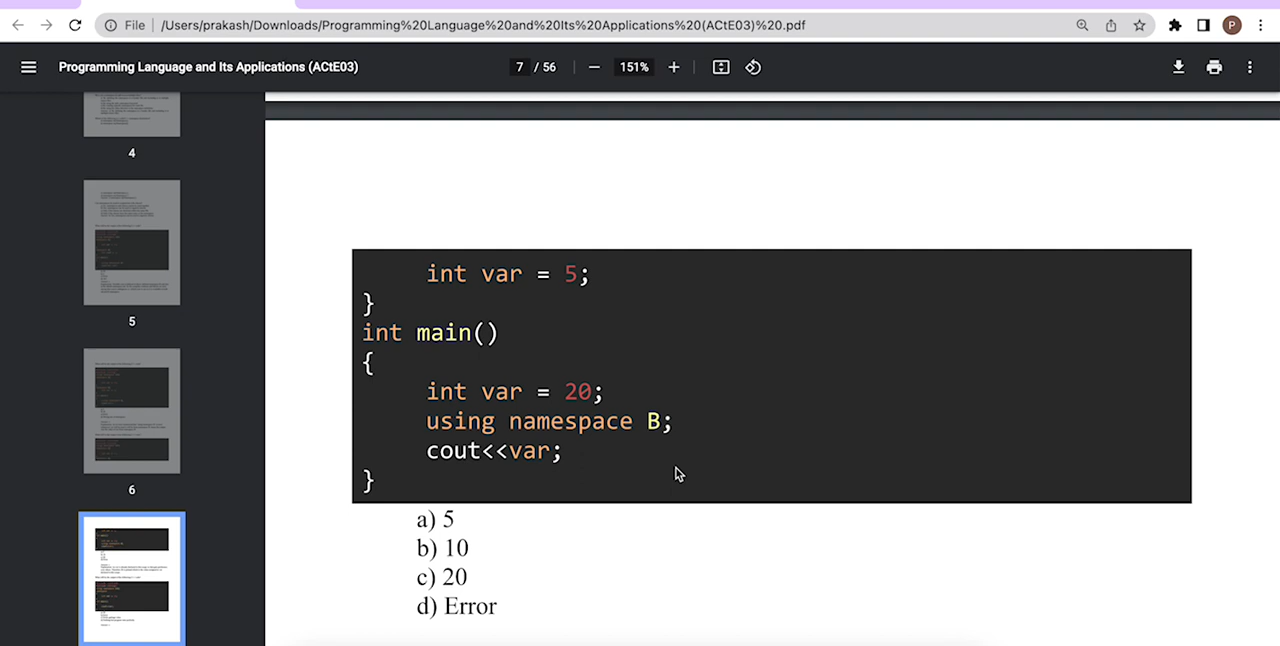 File /Users/prakash/Downloads/Programming%20Language%20and%20Its%20Applications%20(ACtE03)%20.pdf
P
Programming Language and Its Applications (ACtE03)
7 / 56
151%
4
5
6
int var = 5;
}
int main()
{
int var = 20;
using namespace B;
cout<<var;
}
a) 5
b) 10
c) 20
d) Error